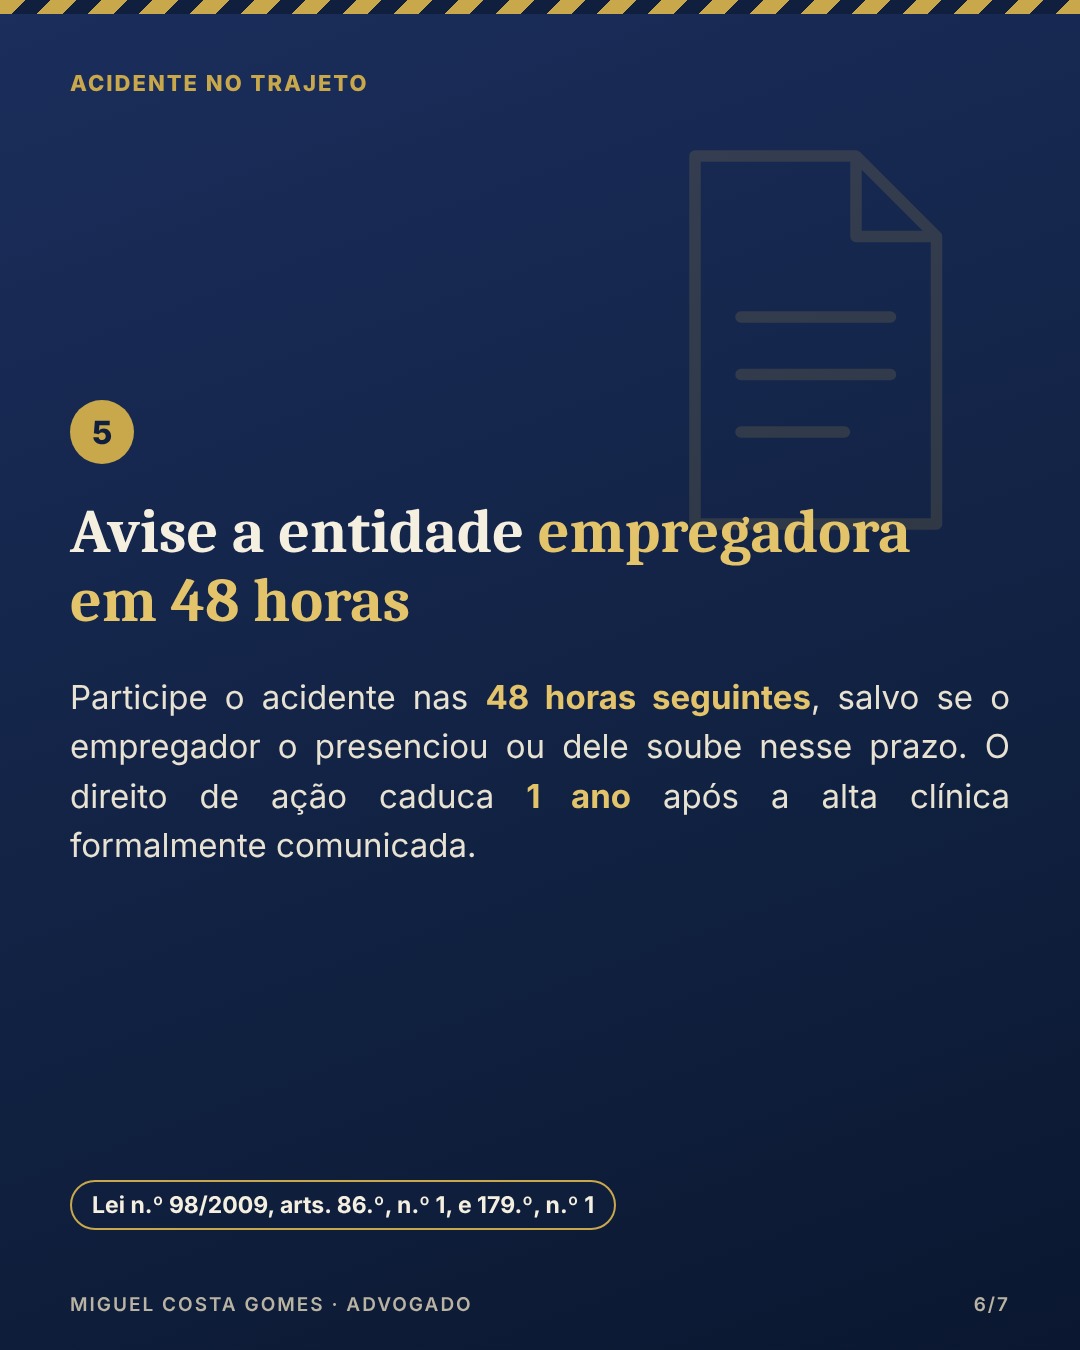 ACIDENTE NO TRAJETO
5
Avise a entidade empregadora
em 48 horas
Participe o acidente nas 48 horas seguintes, salvo se o
empregador o presenciou ou dele soube nesse prazo. O
direito de ação caduca 1 ano após a alta clínica
formalmente comunicada.
Lei n.º 98/2009, arts. 86.º, n.º 1, e 179.º, n.º 1
MIGUEL COSTA GOMES · ADVOGADO
6/7